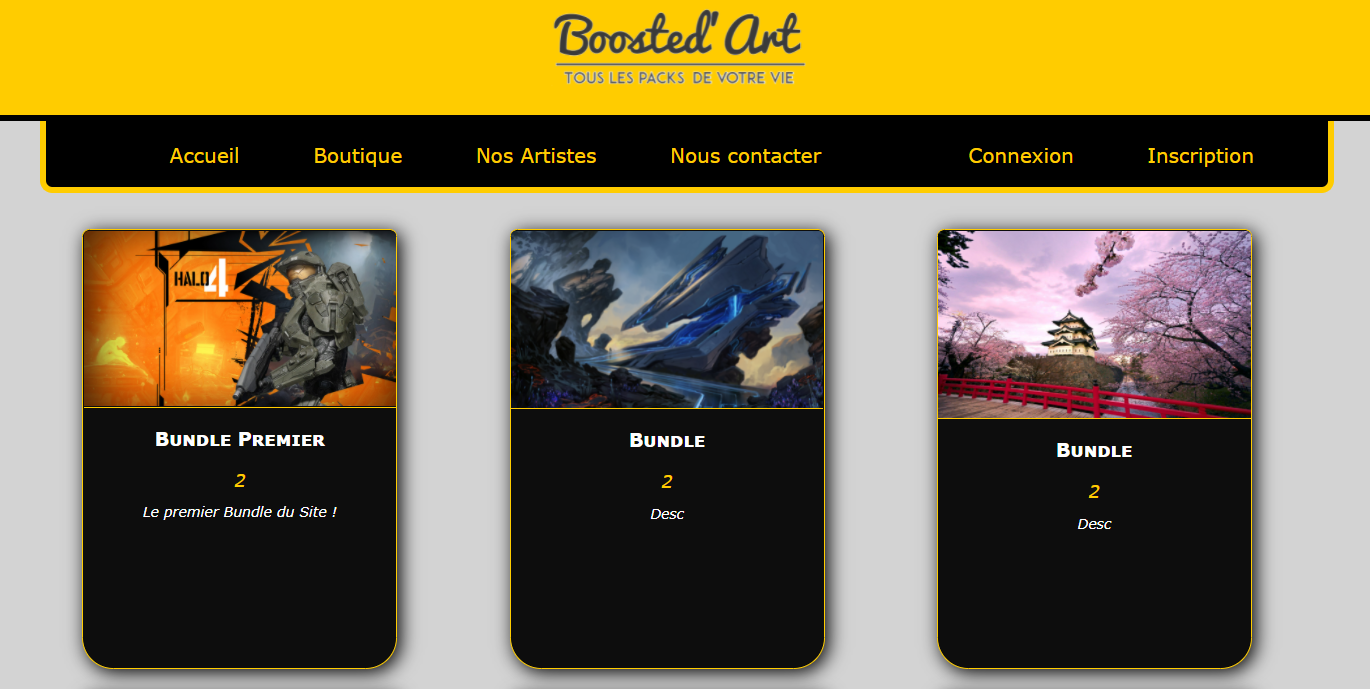 Boosted' Art
TOUS LES PACKS DE VOTRE VIE
Accueil Boutique Nos Artistes Nous contacter Connexion Inscription
HALO 4
Bundle Premier
2
Le premier Bundle du Site !
Bundle
2
Desc
Bundle
2
Desc